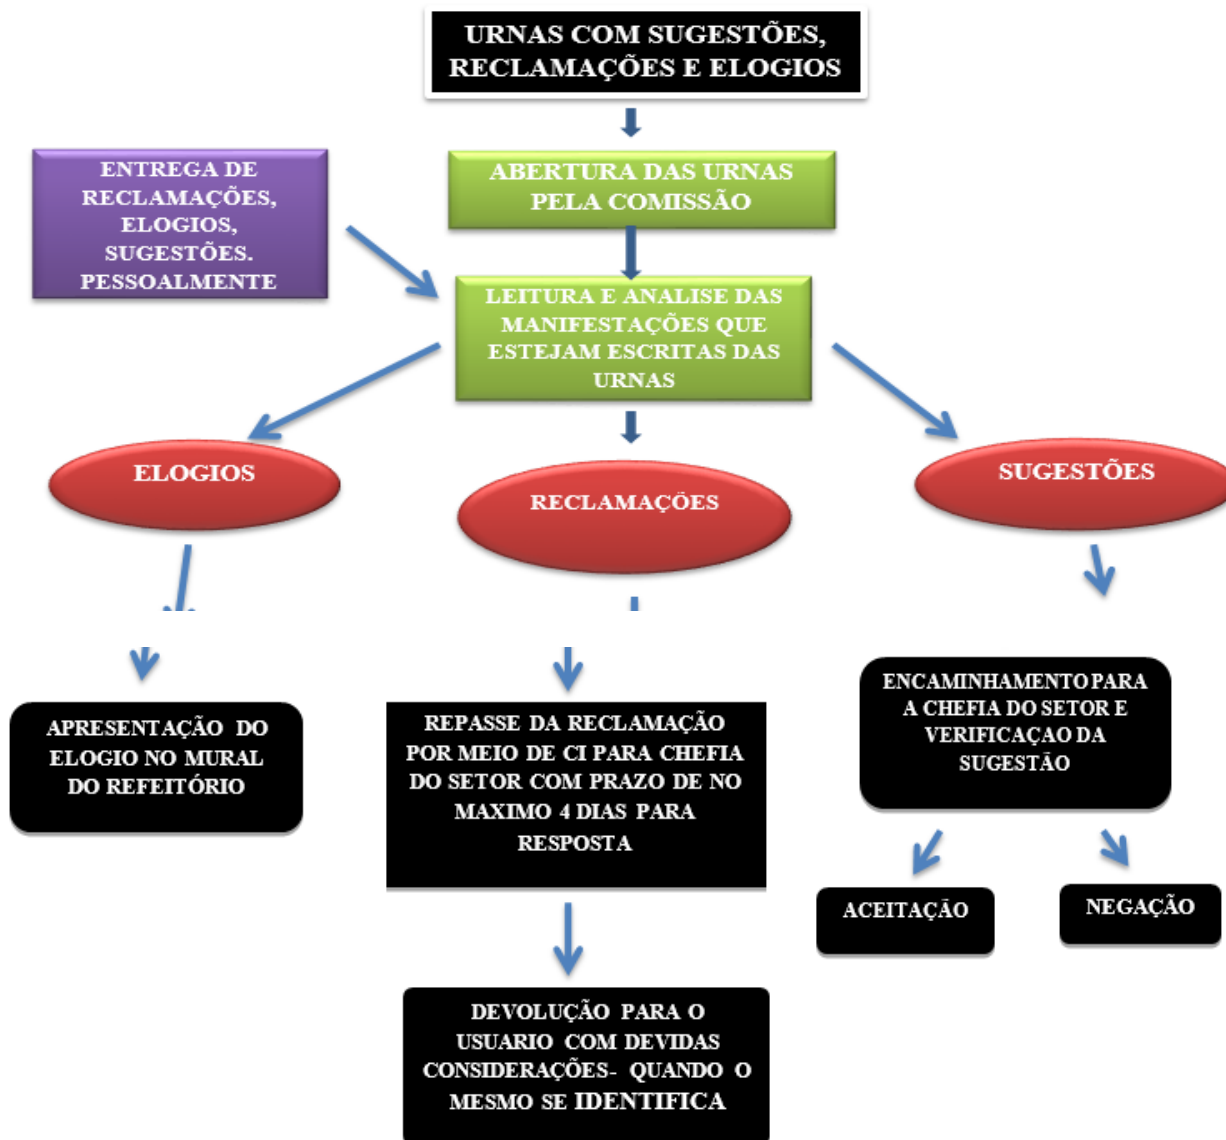 URNAS COM SUGESTÕES,
RECLAMAÇÕES E ELOGIOS
ENTREGA DE
RECLAMAÇÕES,
ELOGIOS,
SUGESTÕES.
PESSOALMENTE
ABERTURA DAS URNAS
PELA COMISSÃO
LEITURA E ANALISE DAS
MANIFESTAÇÕES QUE
ESTEJAM ESCRITAS DAS
URNAS
ELOGIOS
RECLAMAÇÕES
SUGESTÕES
APRESENTAÇÃO DO
ELOGIO NO MURAL
DO REFEITÓRIO
REPASSE DA RECLAMAÇÃO
POR MEIO DE CI PARA CHEFIA
DO SETOR COM PRAZO DE NO
MAXIMO 4 DIAS PARA
RESPOSTA
ENCAMINHAMENTO PARA
A CHEFIA DO SETOR E
VERIFICAÇAO DA
SUGESTÃO
ACEITAÇÃO
NEGAÇÃO
DEVOLUÇÃO PARA O
USUARIO COM DEVIDAS
CONSIDERAÇÕES- QUANDO O
MESMO SE IDENTIFICA